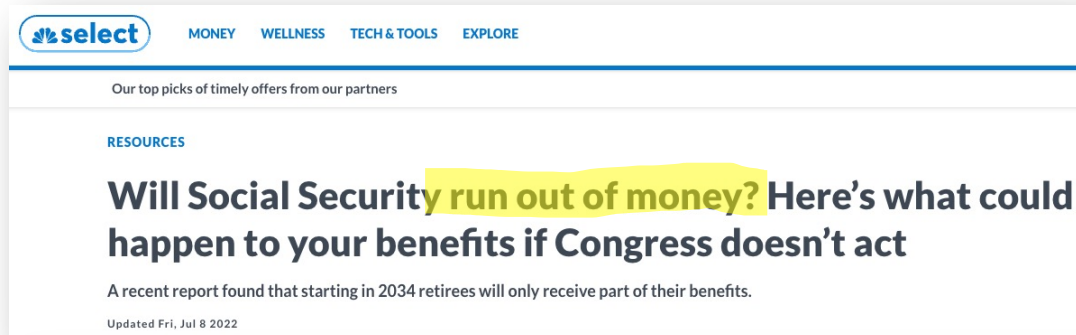 select MONEY WELLNESS TECH & TOOLS EXPLORE
Our top picks of timely offers from our partners
RESOURCES
Will Social Security run out of money? Here’s what could
happen to your benefits if Congress doesn’t act
A recent report found that starting in 2034 retirees will only receive part of their benefits.
Updated Fri, Jul 8 2022